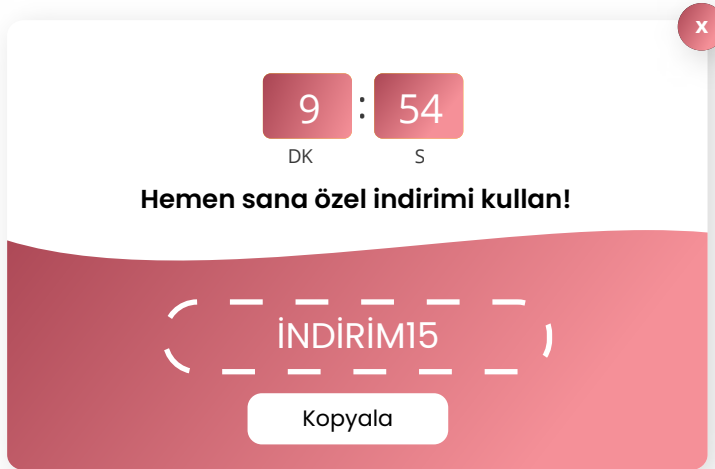 x
9 : 54
DK S
Hemen sana özel indirimi kullan!
İNDİRİM15
Kopyala